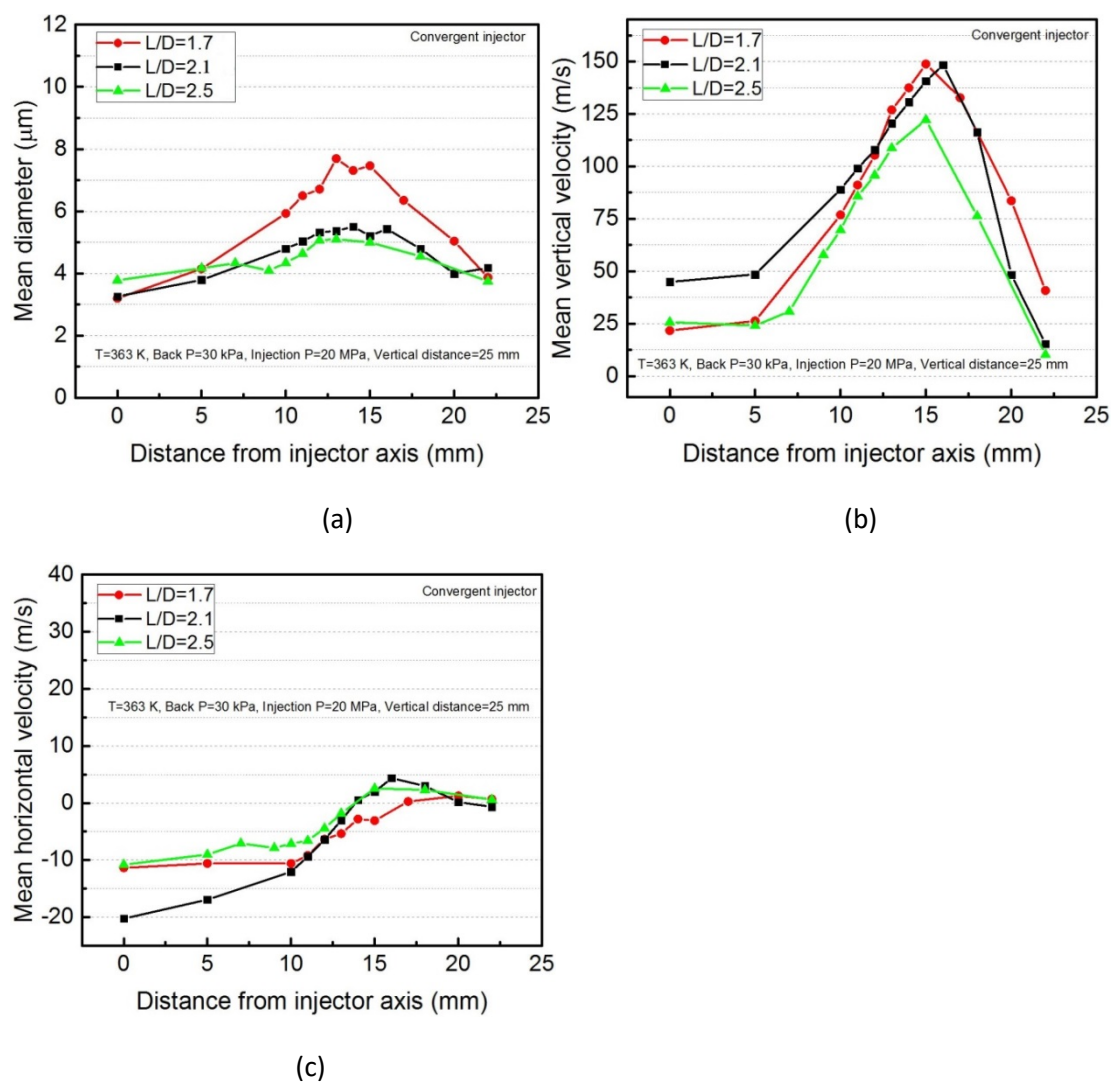 12
10
8
6
4
2
0
Mean diameter (μm)
L/D=1.7
L/D=2.1
L/D=2.5
Convergent injector
T=363 K, Back P=30 kPa, Injection P=20 MPa, Vertical distance=25 mm
0 5 10 15 20 25
Distance from injector axis (mm)
(a)
150
125
100
75
50
25
0
Mean vertical velocity (m/s)
L/D=1.7
L/D=2.1
L/D=2.5
Convergent injector
T=363 K, Back P=30 kPa, Injection P=20 MPa, Vertical distance=25 mm
0 5 10 15 20 25
Distance from injector axis (mm)
(b)
40
30
20
10
0
-10
-20
Mean horizontal velocity (m/s)
L/D=1.7
L/D=2.1
L/D=2.5
Convergent injector
T=363 K, Back P=30 kPa, Injection P=20 MPa, Vertical distance=25 mm
0 5 10 15 20 25
Distance from injector axis (mm)
(c)